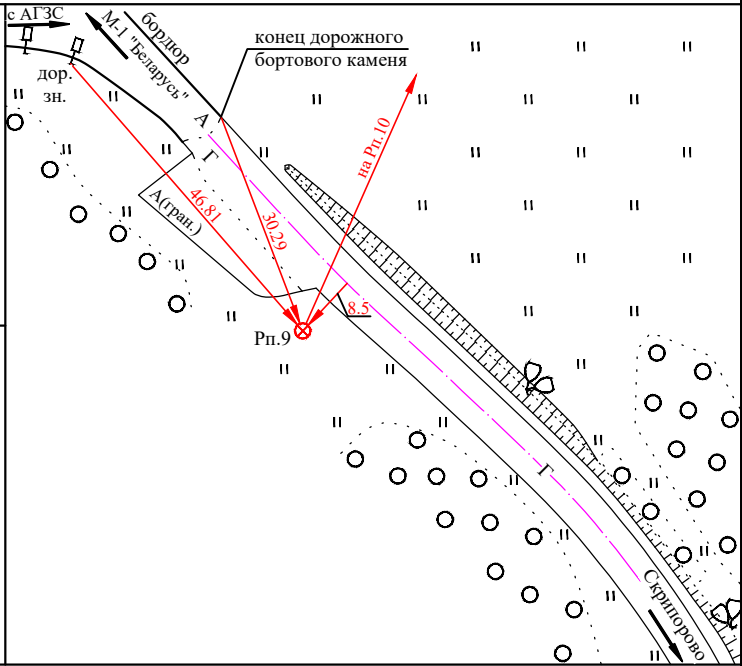 с АГЗС
М-1 "Беларусь"
бордюр
конец дорожного
бортового камення
дор.
зн.
А
Г
А(гран.)
46.81
30.29
на Рп.10
8.5
Рп.9
Г
Скрипорово